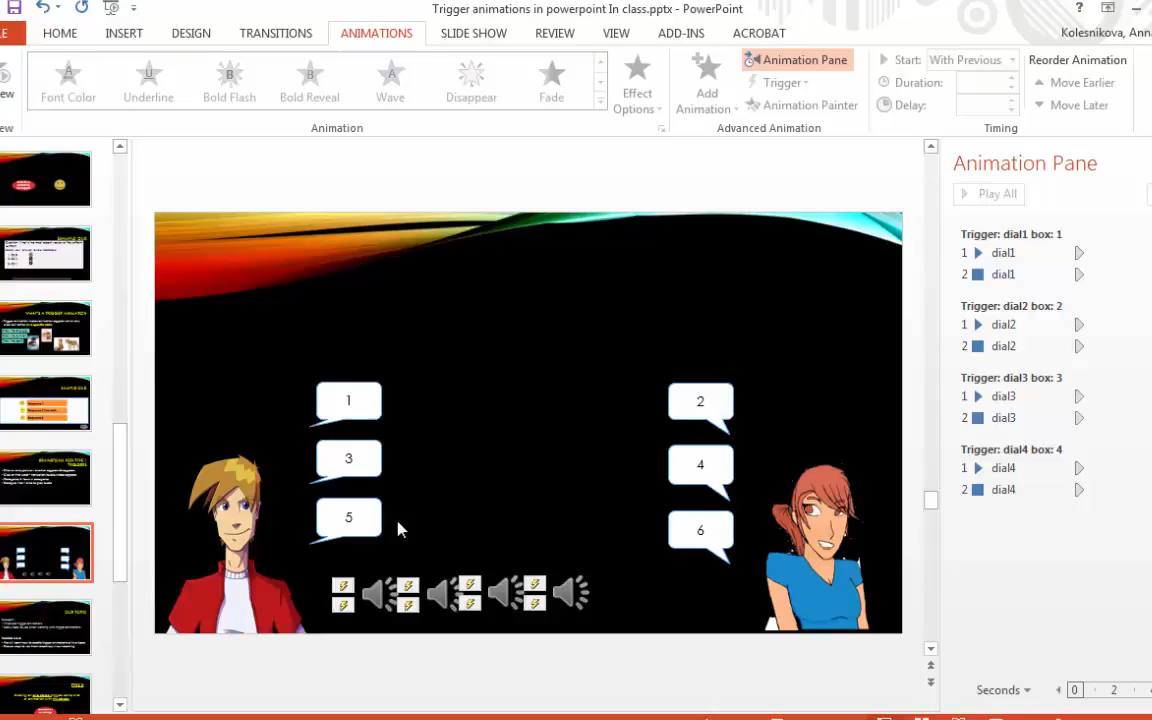 Trigger animations in powerpoint In class.pptx - PowerPoint
?
HOME INSERT DESIGN TRANSITIONS ANIMATIONS SLIDE SHOW REVIEW VIEW ADD-INS ACROBAT
Kolesnikova, Anna
Font Color Underline Bold Flash Bold Reveal Wave Disappear Fade
Effect
Options
Add
Animation
Animation Pane
Trigger
Animation Painter
Start: With Previous
Duration:
Delay:
Reorder Animation
Move Earlier
Move Later
Animation
Advanced Animation
Timing
Animation Pane
Play All
Trigger: dial1 box: 1
1 dial1
2 dial1
Trigger: dial2 box: 2
1 dial2
2 dial2
Trigger: dial3 box: 3
1 dial3
2 dial3
Trigger: dial4 box: 4
1 dial4
2 dial4
1
2
3
4
5
6
Seconds
0 2